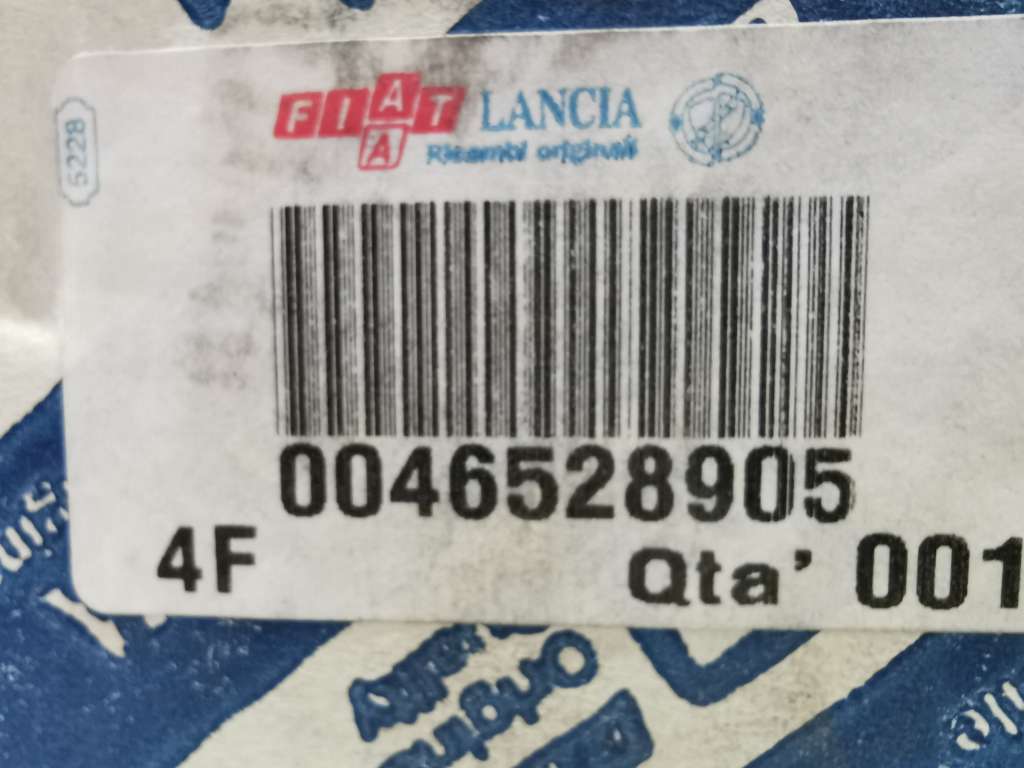 5228
FIAT LANCIA
A
Ricambi originali
0046528905
4F Qta' 001